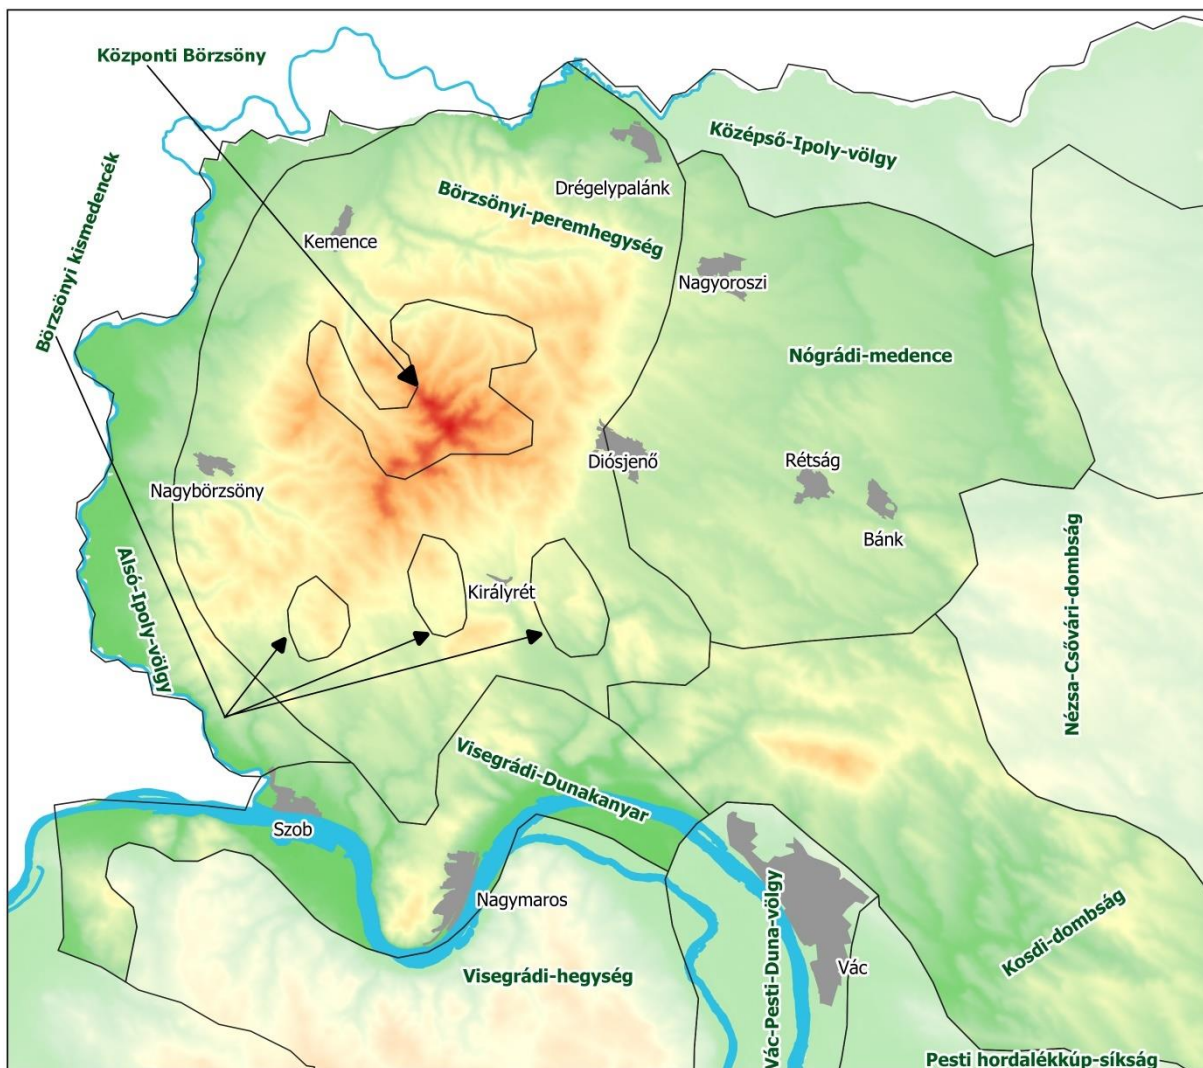 Központi Börzsöny
Középső-Ipoly-völgy
Drégelypalánk
Börzsönyi-peremhegység
Börzsönyi kismedencék
Kemence
Nagyoroszi
Nógrádi-medence
Diósjenő
Rétság
Nagybörzsöny
Bánk
Nézsa-Csővári-dombság
Alsó-Ipoly-völgy
Királyrét
Visegrádi-Dunakanyar
Szob
Nagymaros
Kosdi-dombság
Vác-Pesti-Duna-völgy
Vác
Visegrádi-hegység
Pesti hordalékkúp-síkság